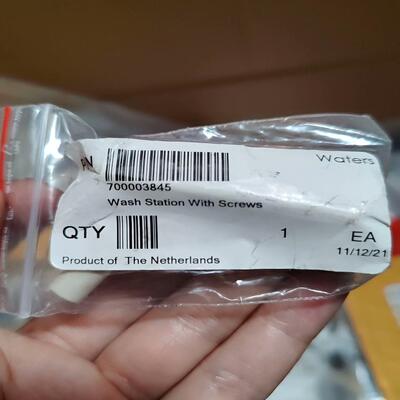 P/N Waters
700003845
Wash Station With Screws
QTY 1 EA
11/12/21
Product of The Netherlands